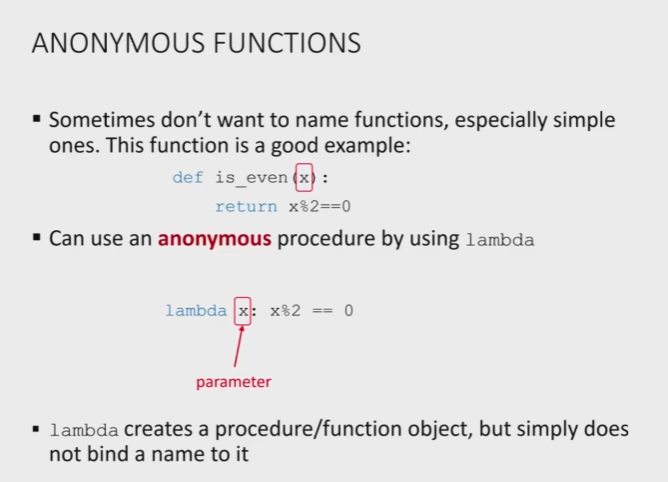 ANONYMOUS FUNCTIONS
▪ Sometimes don't want to name functions, especially simple
ones. This function is a good example:
def is_even(x):
return x%2==0
▪ Can use an anonymous procedure by using lambda
lambda x: x%2 == 0
parameter
▪ lambda creates a procedure/function object, but simply does
not bind a name to it